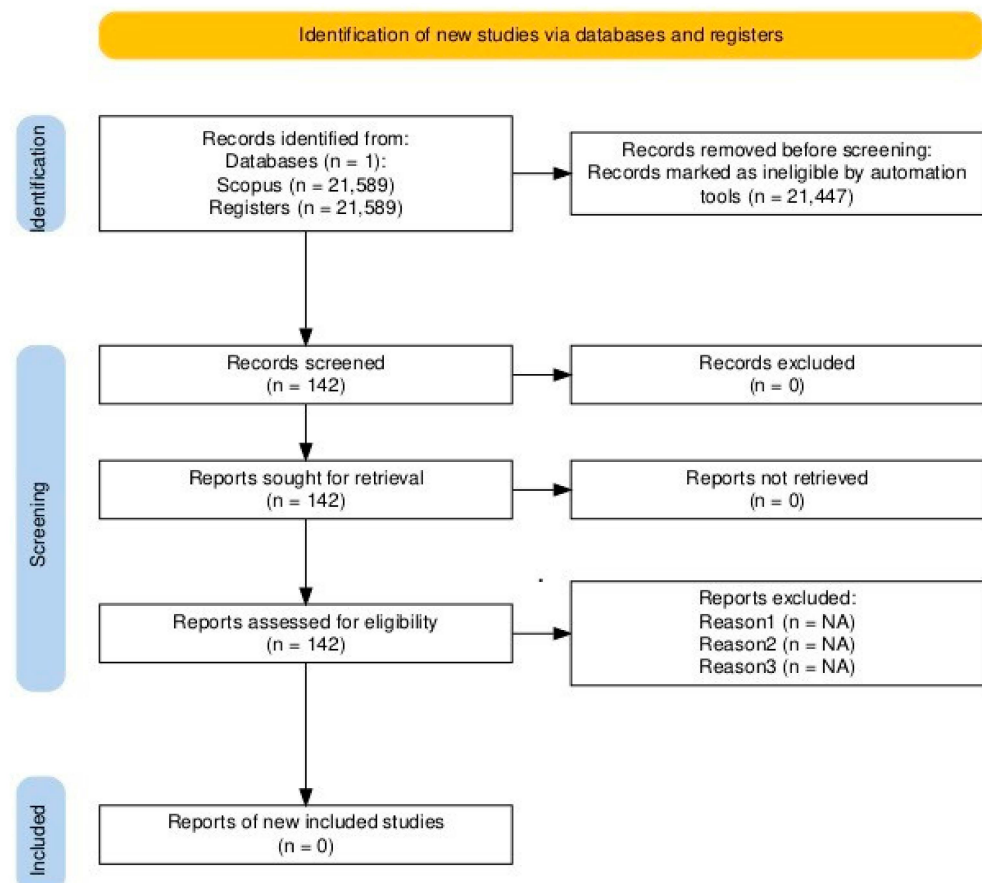 Identification of new studies via databases and registers
Identification
Records identified from:
Databases (n = 1):
Scopus (n = 21,589)
Registers (n = 21,589)
Records removed before screening:
Records marked as ineligible by automation
tools (n = 21,447)
Screening
Records screened
(n = 142)
Records excluded
(n = 0)
Reports sought for retrieval
(n = 142)
Reports not retrieved
(n = 0)
Reports assessed for eligibility
(n = 142)
Reports excluded:
Reason1 (n = NA)
Reason2 (n = NA)
Reason3 (n = NA)
Included
Reports of new included studies
(n = 0)